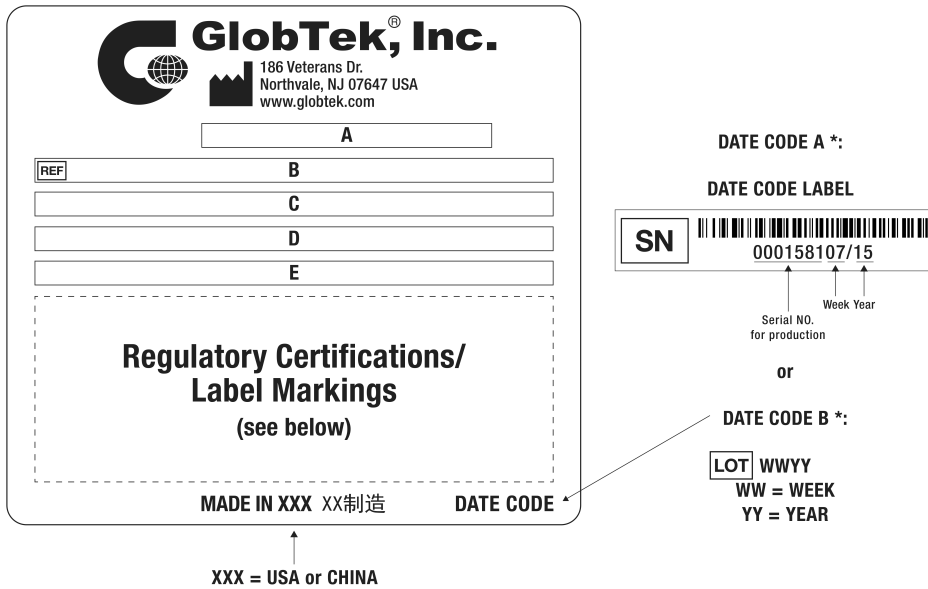 GlobTek,® Inc.
186 Veterans Dr.
Northvale, NJ 07647 USA
www.globtek.com
A
REF B
C
D
E
Regulatory Certifications/
Label Markings
(see below)
MADE IN XXX XX制造 DATE CODE
XXX = USA or CHINA
DATE CODE A *:
DATE CODE LABEL
SN
000158107/15
Week Year
Serial NO.
for production
or
DATE CODE B *:
LOT WWYY
WW = WEEK
YY = YEAR